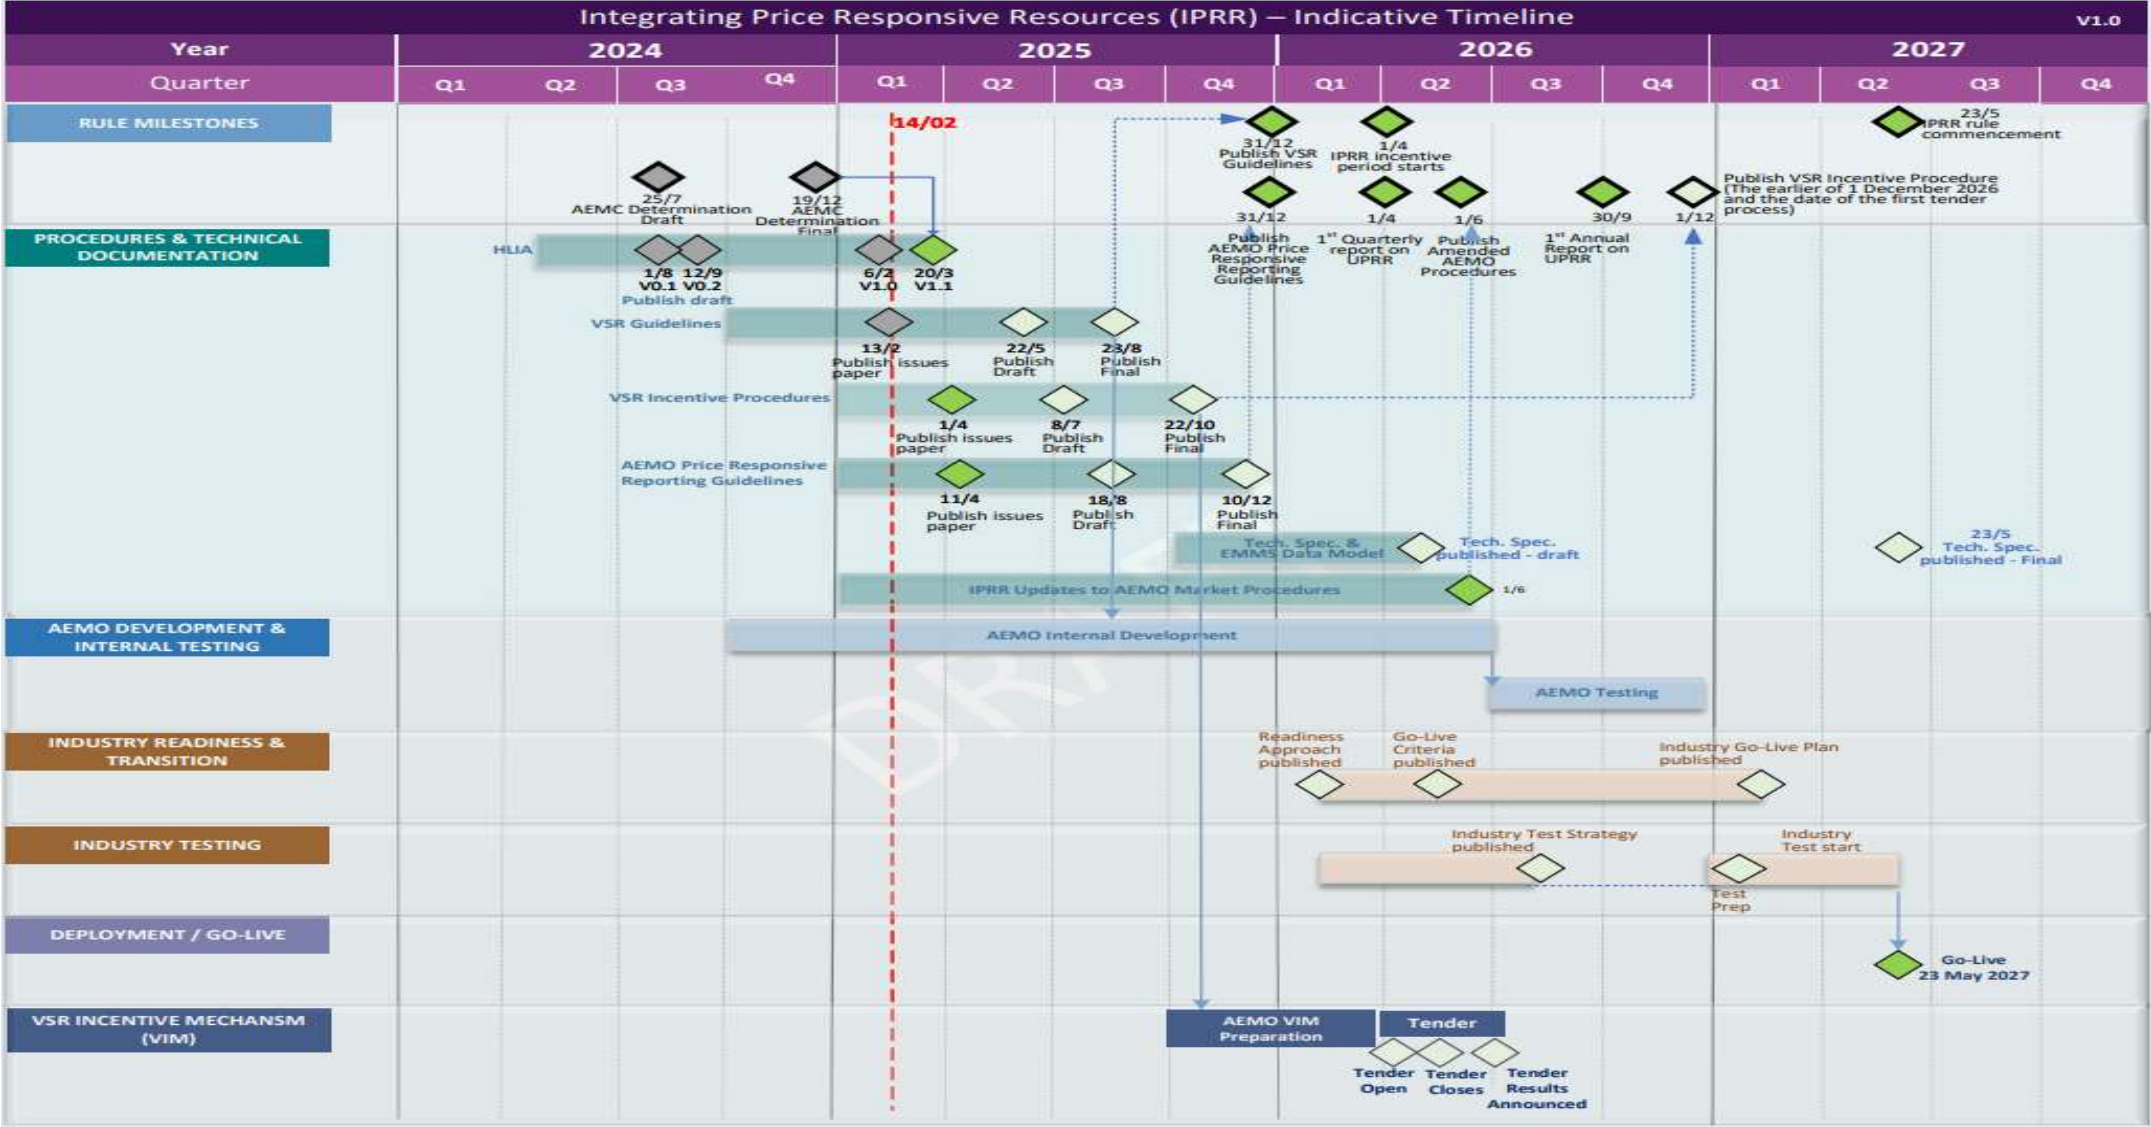 Integrating Price Responsive Resources (IPRR) – Indicative Timeline
V1.0
Year
2024
2025
2026
2027
Quarter
Q1
Q2
Q3
Q4
Q1
Q2
Q3
Q4
Q1
Q2
Q3
Q4
Q1
Q2
Q3
Q4
RULE MILESTONES
14/02
31/12
Publish VSR
Guidelines
1/4
IPRR incentive
period starts
23/5
IPRR rule
commencement
25/7
AEMC Determination
Draft
19/12
AEMC
Determination
Final
31/12
Publish
AEMO Price
Responsive
Reporting
Guidelines
1/4
1st Quarterly
report on
UPRR
1/6
Publish
Amended
AEMO
Procedures
30/9
1st Annual
Report on
UPRR
1/12
Publish VSR Incentive Procedure
(The earlier of 1 December 2026
and the date of the first tender
process)
PROCEDURES & TECHNICAL
DOCUMENTATION
HLIA
1/8
V0.1
12/9
V0.2
Publish draft
6/2
V1.0
20/3
V1.1
VSR Guidelines
13/2
Publish issues
paper
22/5
Publish
Draft
23/8
Publish
Final
VSR Incentive Procedures
1/4
Publish issues
paper
8/7
Publish
Draft
22/10
Publish
Final
AEMO Price Responsive
Reporting Guidelines
11/4
Publish issues
paper
18/8
Publish
Draft
10/12
Publish
Final
Tech. Spec. &
EMMS Data Model
Tech. Spec.
published - draft
23/5
Tech. Spec.
published - Final
IPRR Updates to AEMO Market Procedures
1/6
AEMO DEVELOPMENT &
INTERNAL TESTING
AEMO Internal Development
AEMO Testing
DRAFT
INDUSTRY READINESS &
TRANSITION
Readiness
Approach
published
Go-Live
Criteria
published
Industry Go-Live Plan
published
INDUSTRY TESTING
Industry Test Strategy
published
Industry
Test start
Test
Prep
DEPLOYMENT / GO-LIVE
Go-Live
23 May 2027
VSR INCENTIVE MECHANSM
(VIM)
AEMO VIM
Preparation
Tender
Tender
Open
Tender
Closes
Tender
Results
Announced